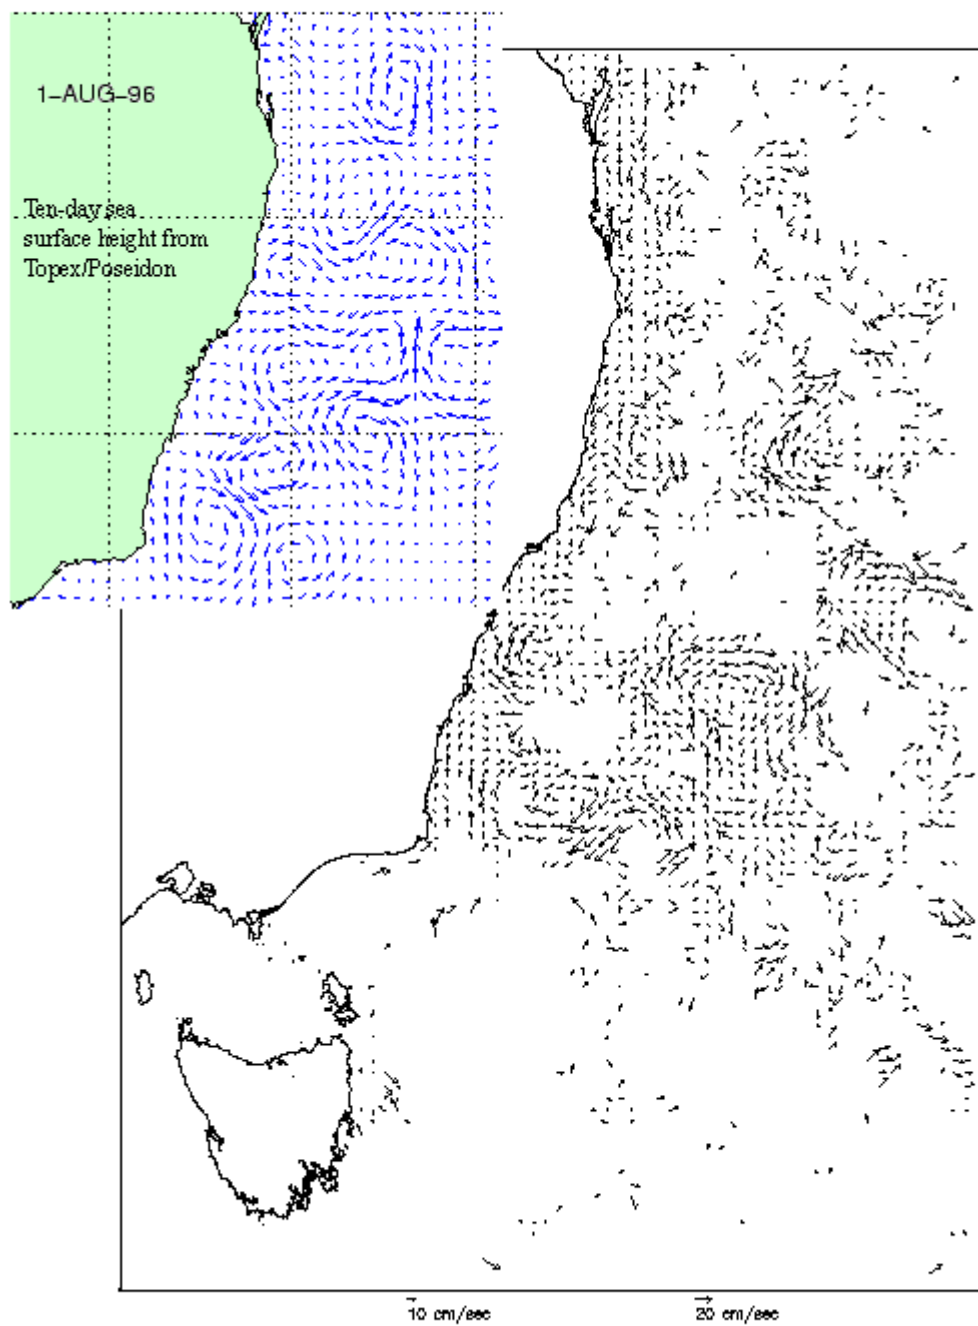 1-AUG-96
Ten-day sea
surface height from
Topex/Poseidon
10 cm/sec
20 cm/sec